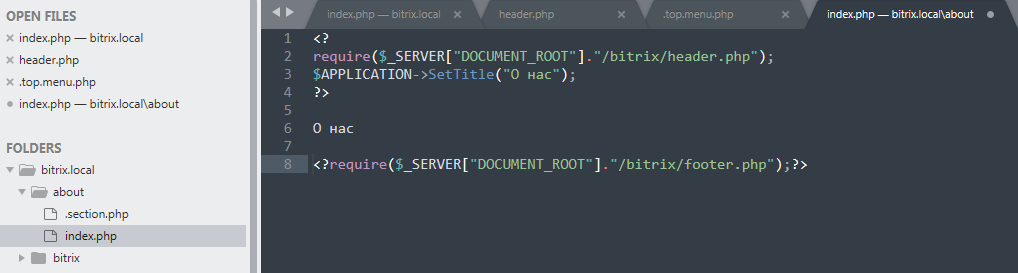 OPEN FILES
index.php — bitrix.local
header.php
.top.menu.php
index.php — bitrix.local\about
FOLDERS
bitrix.local
about
.section.php
index.php
bitrix
index.php — bitrix.local
header.php
.top.menu.php
index.php — bitrix.local\about
1 <?
2 require($_SERVER["DOCUMENT_ROOT"]."/bitrix/header.php");
3 $APPLICATION->SetTitle("О нас");
4 ?>
5
6 О нас
7
8 <?require($_SERVER["DOCUMENT_ROOT"]."/bitrix/footer.php");?>